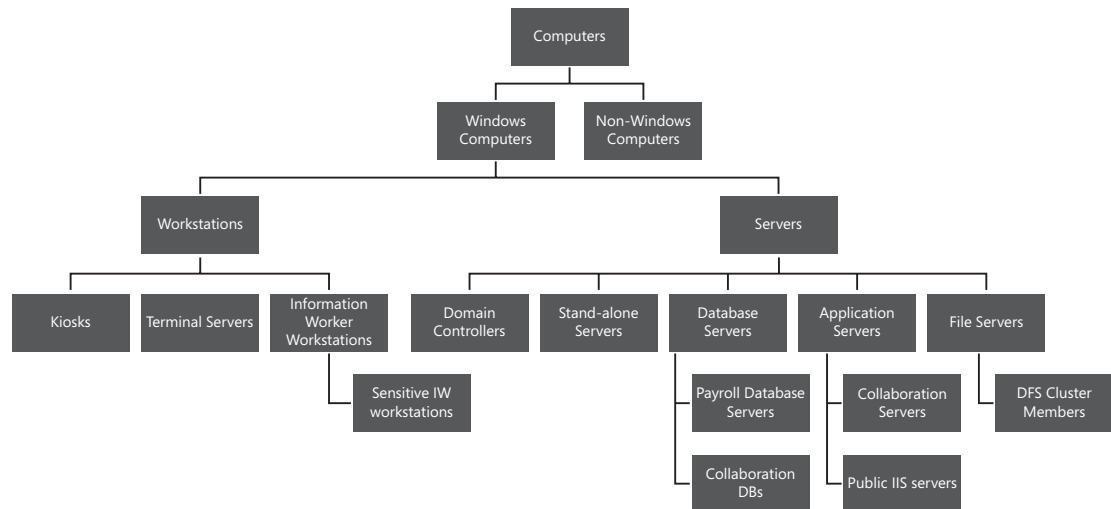 Computers
Windows
Computers
Non-Windows
Computers
Workstations
Servers
Kiosks
Terminal Servers
Information
Worker
Workstations
Domain
Controllers
Stand-alone
Servers
Database
Servers
Application
Servers
File Servers
Sensitive IW
workstations
Payroll Database
Servers
Collaboration
Servers
DFS Cluster
Members
Collaboration
DBs
Public IIS servers